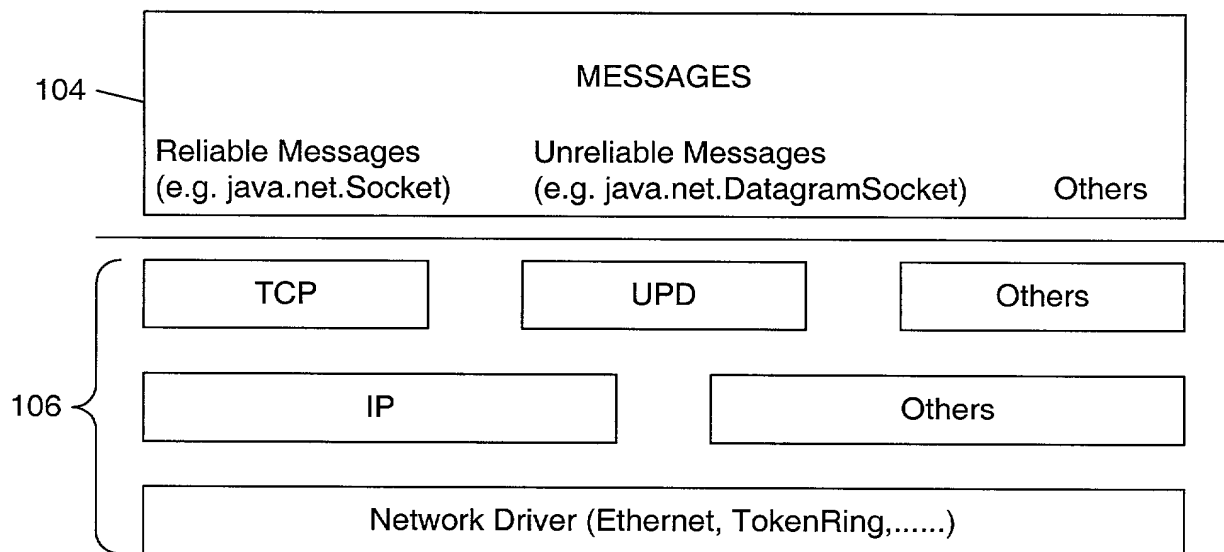 MESSAGES
104
Reliable Messages
(e.g. java.net.Socket)
Unreliable Messages
(e.g. java.net.DatagramSocket)
Others
TCP
UPD
Others
106
IP
Others
Network Driver (Ethernet, TokenRing,......)